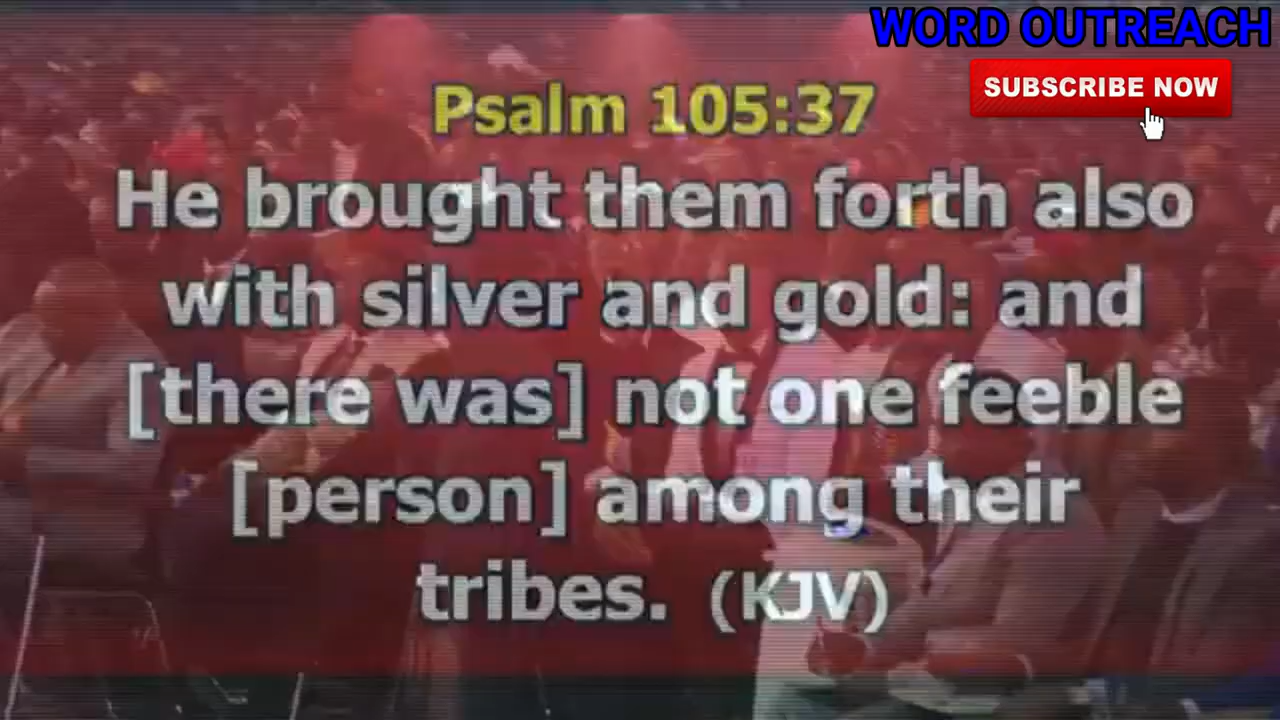 WORD OUTREACH
SUBSCRIBE NOW
Psalm 105:37
He brought them forth also
with silver and gold: and
[there was] not one feeble
[person] among their
tribes. (KJV)